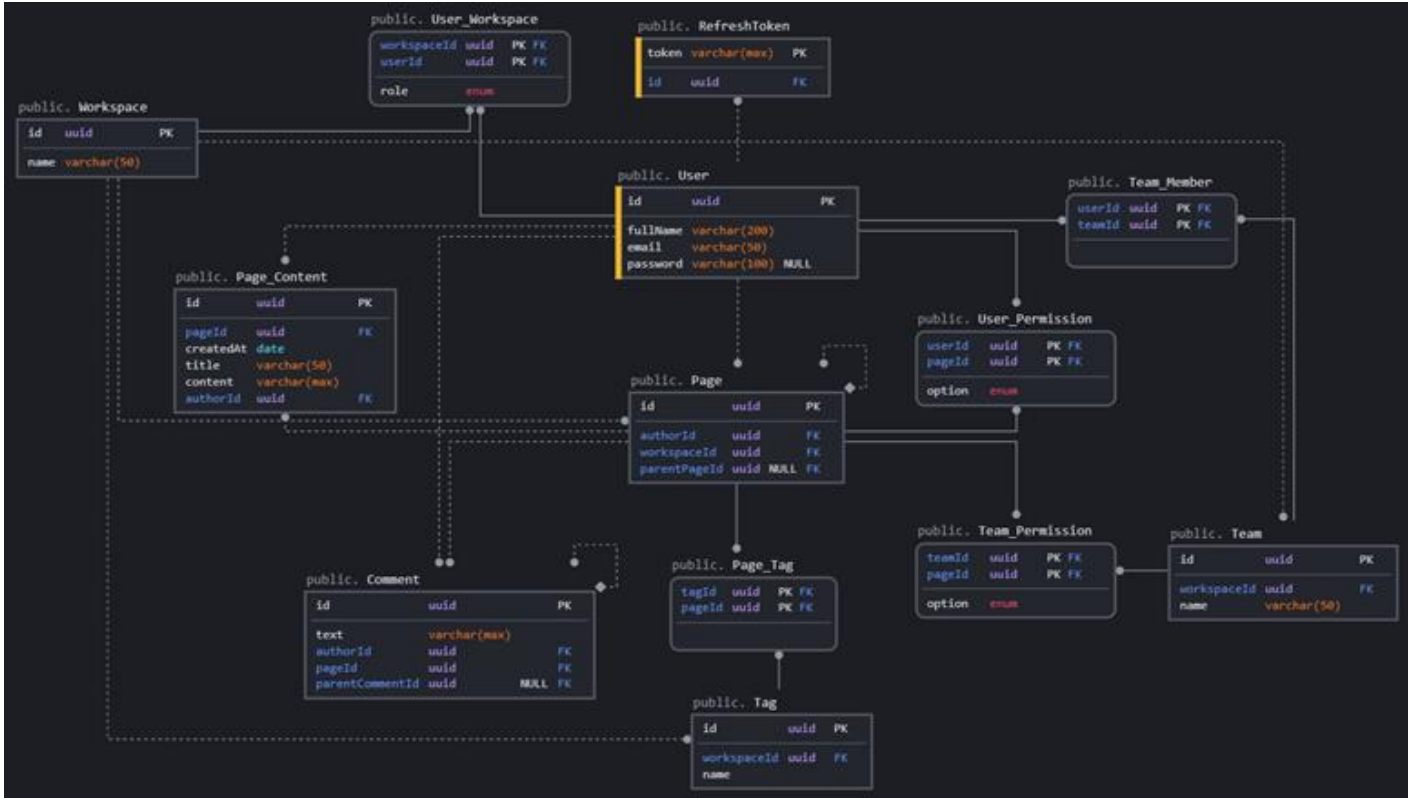 public. User_Workspace
workspaceId uuid PK FK
userId uuid PK FK
role enum
public. RefreshToken
token varchar(max) PK
id uuid FK
public. Workspace
id uuid PK
name varchar(50)
public. User
id uuid PK
fullName varchar(200)
email varchar(50)
password varchar(100) NULL
public. Team_Member
userId uuid PK FK
teamId uuid PK FK
public. Page_Content
id uuid PK
pageId uuid FK
createdAt date
title varchar(50)
content varchar(max)
authorId uuid FK
public. User_Permission
userId uuid PK FK
pageId uuid PK FK
option enum
public. Page
id uuid PK
authorId uuid FK
workspaceId uuid FK
parentPageId uuid NULL FK
public. Team_Permission
teamId uuid PK FK
pageId uuid PK FK
option enum
public. Team
id uuid PK
workspaceId uuid FK
name varchar(50)
public. Page_Tag
tagId uuid PK FK
pageId uuid PK FK
public. Comment
id uuid PK
text varchar(max)
authorId uuid FK
pageId uuid FK
parentCommentId uuid NULL FK
public. Tag
id uuid PK
workspaceId uuid FK
name